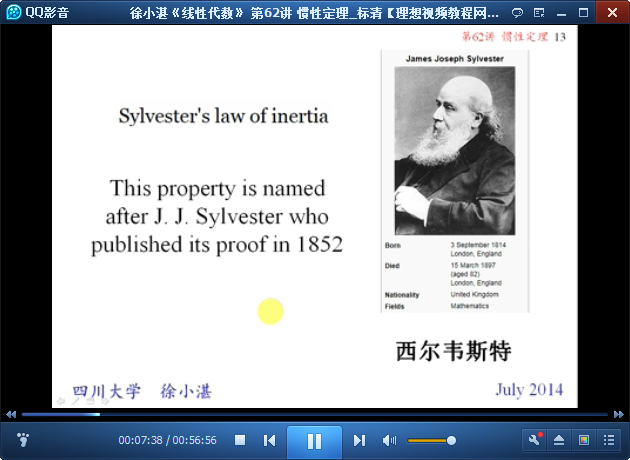 QQ影音
徐小湛《线性代数》 第62讲 惯性定理_标清【理想视频教程网...
第62讲 惯性定理 13
Sylvester's law of inertia
This property is named
after J. J. Sylvester who
published its proof in 1852
James Joseph Sylvester
Born 3 September 1814
London, England
Died 15 March 1897
(aged 82)
London, England
Nationality United Kingdom
Fields Mathematics
西尔韦斯特
四川大学 徐小湛
July 2014
00:07:38 / 00:56:56